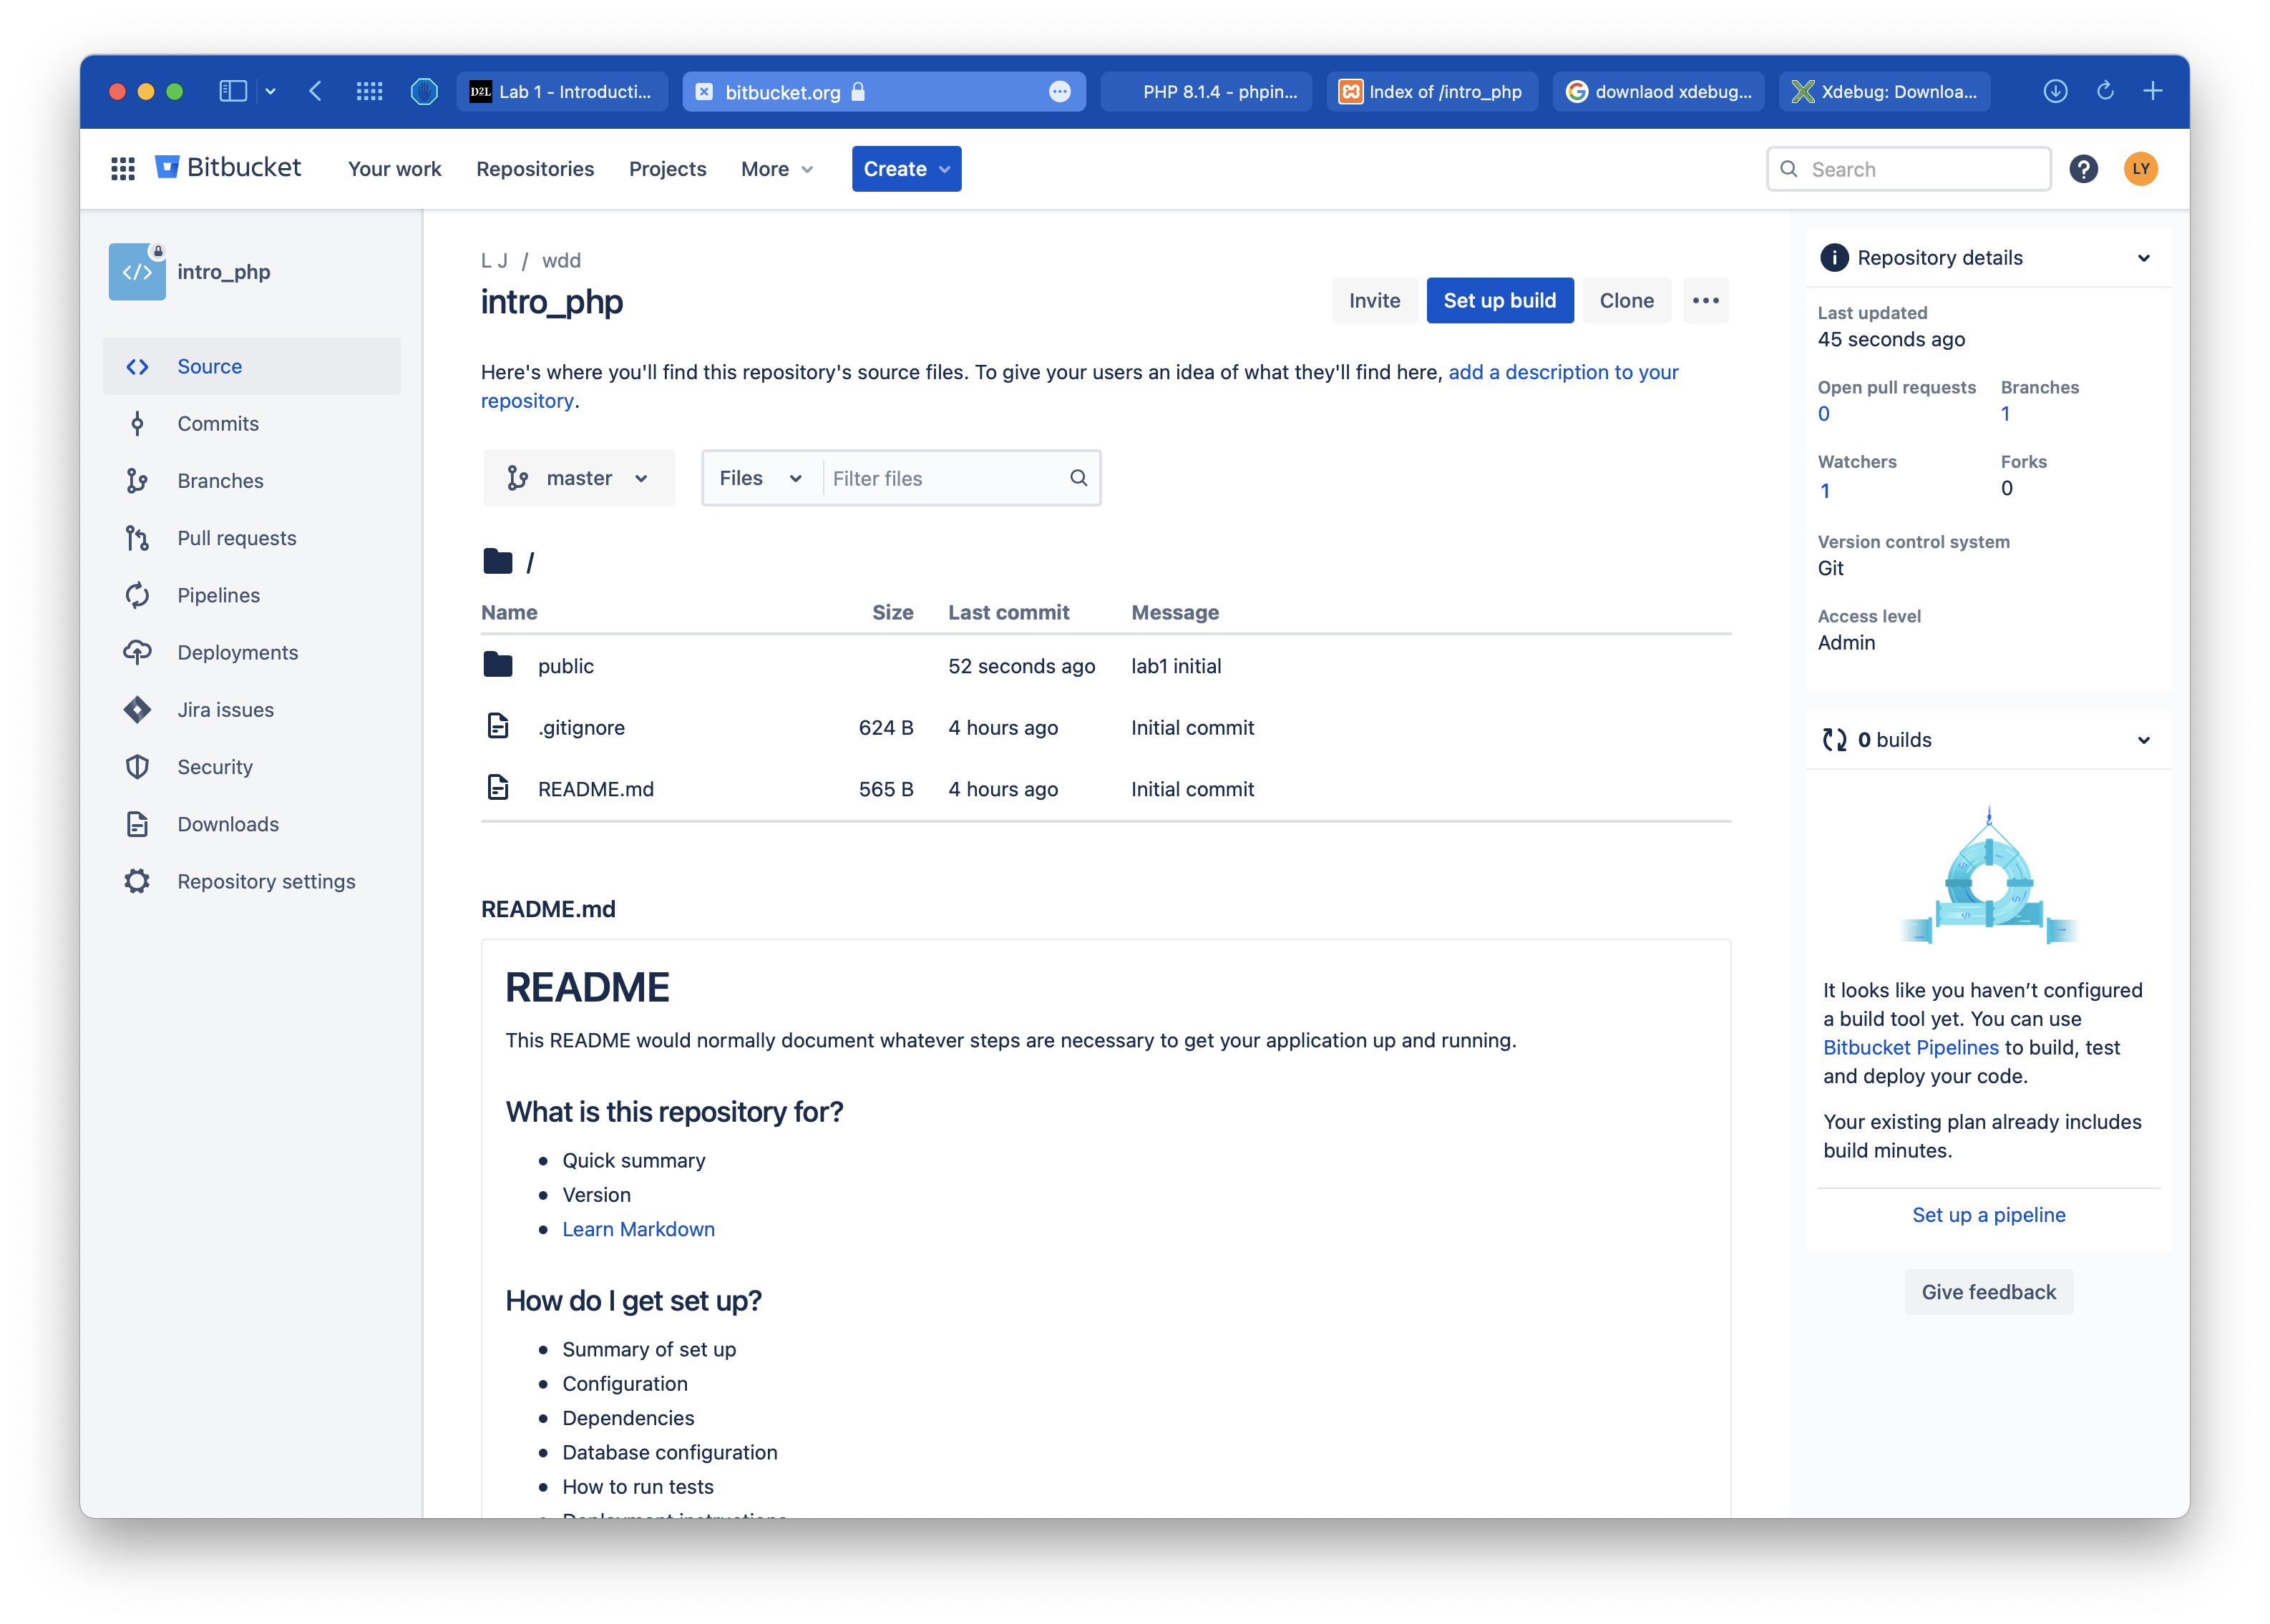 D2L Lab 1 - Introducti...
bitbucket.org
PHP 8.1.4 - phpin...
Index of /intro_php
downlaod xdebug...
Xdebug: Downloa...
Bitbucket
Your work
Repositories
Projects
More
Create
Search
LY
intro_php
Source
Commits
Branches
Pull requests
Pipelines
Deployments
Jira issues
Security
Downloads
Repository settings
L J / wdd
intro_php
Invite
Set up build
Clone
Here's where you'll find this repository's source files. To give your users an idea of what they'll find here, add a description to your
repository.
master
Files
Filter files
/
Name Size Last commit Message
public 52 seconds ago lab1 initial
.gitignore 624 B 4 hours ago Initial commit
README.md 565 B 4 hours ago Initial commit
README.md
README
This README would normally document whatever steps are necessary to get your application up and running.
What is this repository for?
Quick summary
Version
Learn Markdown
How do I get set up?
Summary of set up
Configuration
Dependencies
Database configuration
How to run tests
Deployment instructions
Repository details
Last updated
45 seconds ago
Open pull requests Branches
0 1
Watchers Forks
1 0
Version control system
Git
Access level
Admin
0 builds
It looks like you haven’t configured
a build tool yet. You can use
Bitbucket Pipelines to build, test
and deploy your code.
Your existing plan already includes
build minutes.
Set up a pipeline
Give feedback